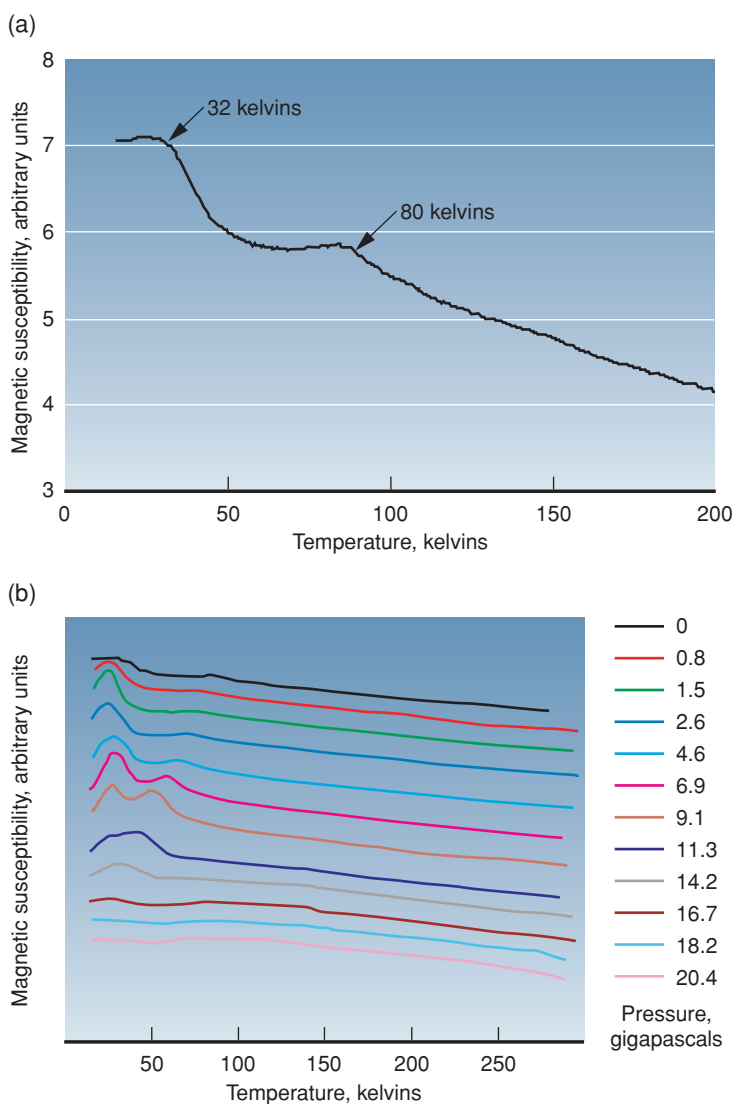 (a)
8
7
6
5
4
3
Magnetic susceptibility, arbitrary units
32 kelvins
80 kelvins
0
50
100
150
200
Temperature, kelvins
(b)
Magnetic susceptibility, arbitrary units
50
100
150
200
250
Temperature, kelvins
0
0.8
1.5
2.6
4.6
6.9
9.1
11.3
14.2
16.7
18.2
20.4
Pressure,
gigapascals